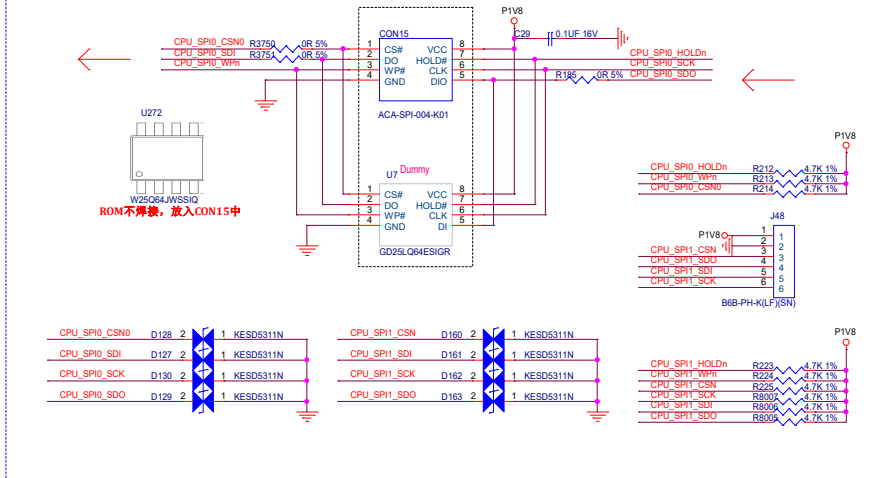 P1V8
CON15
C29 0.1UF 16V
CPU_SPI0_CSN0 R3750 0R 5% 1 CS# VCC 8
CPU_SPI0_SDI R3751 0R 5% 2 DO HOLD# 7 CPU_SPI0_HOLDn
CPU_SPI0_WPn 3 WP# CLK 6 CPU_SPI0_SCK
4 GND DIO 5 R185 0R 5% CPU_SPI0_SDO
ACA-SPI-004-K01
U272
W25Q64JWSSIQ
ROM不焊接，放入CON15中
U7 Dummy
1 CS# VCC 8
2 DO HOLD# 7
3 WP# CLK 6
4 GND DI 5
GD25LQ64ESIGR
P1V8
CPU_SPI0_HOLDn R212 4.7K 1%
CPU_SPI0_WPn R213 4.7K 1%
CPU_SPI0_CSN0 R214 4.7K 1%
J48
P1V8 1 1
2 2
CPU_SPI1_CSN 3 3
CPU_SPI1_SDO 4 4
CPU_SPI1_SDI 5 5
CPU_SPI1_SCK 6 6
B6B-PH-K(LF)(SN)
CPU_SPI0_CSN0 D128 2 1 KESD5311N
CPU_SPI0_SDI D127 2 1 KESD5311N
CPU_SPI0_SCK D130 2 1 KESD5311N
CPU_SPI0_SDO D129 2 1 KESD5311N
CPU_SPI1_CSN D160 2 1 KESD5311N
CPU_SPI1_SDI D161 2 1 KESD5311N
CPU_SPI1_SCK D162 2 1 KESD5311N
CPU_SPI1_SDO D163 2 1 KESD5311N
P1V8
CPU_SPI1_HOLDn R223 4.7K 1%
CPU_SPI1_WPn R224 4.7K 1%
CPU_SPI1_CSN R225 4.7K 1%
CPU_SPI1_SCK R8007 4.7K 1%
CPU_SPI1_SDI R8006 4.7K 1%
CPU_SPI1_SDO R8005 4.7K 1%